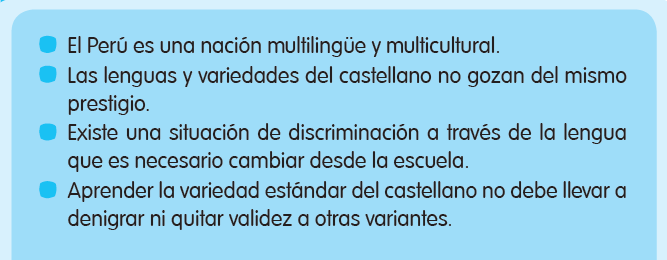 El Perú es una nación multilingüe y multicultural.
Las lenguas y variedades del castellano no gozan del mismo
prestigio.
Existe una situación de discriminación a través de la lengua
que es necesario cambiar desde la escuela.
Aprender la variedad estándar del castellano no debe llevar a
denigrar ni quitar validez a otras variantes.